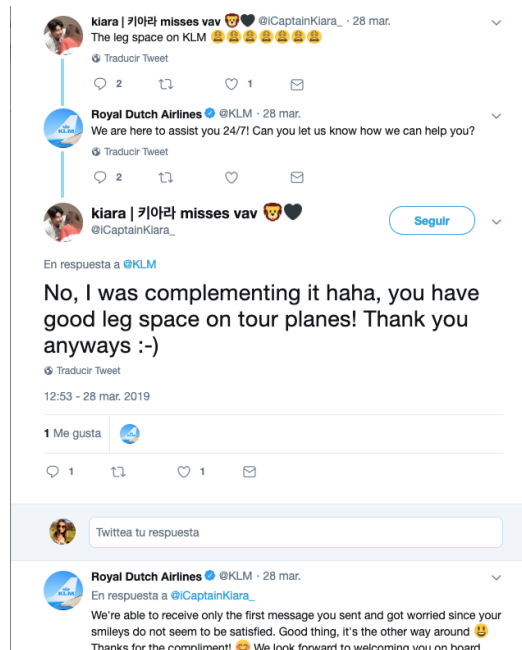 kiara | 키아라 misses vav 🦁🖤 @iCaptainKiara_ · 28 mar.
The leg space on KLM 😩😩😩😩😩😩😩
Traducir Tweet
2 1
Royal Dutch Airlines @KLM · 28 mar.
We are here to assist you 24/7! Can you let us know how we can help you?
Traducir Tweet
2
kiara | 키아라 misses vav 🦁🖤
@iCaptainKiara_
Seguir
En respuesta a @KLM
No, I was complementing it haha, you have
good leg space on tour planes! Thank you
anyways :-)
Traducir Tweet
12:53 - 28 mar. 2019
1 Me gusta
1 1
Twittea tu respuesta
Royal Dutch Airlines @KLM · 28 mar.
En respuesta a @iCaptainKiara_
We're able to receive only the first message you sent and got worried since your
smileys do not seem to be satisfied. Good thing, it's the other way around 😃
Thanks for the compliment! 😊 We look forward to welcoming you on board